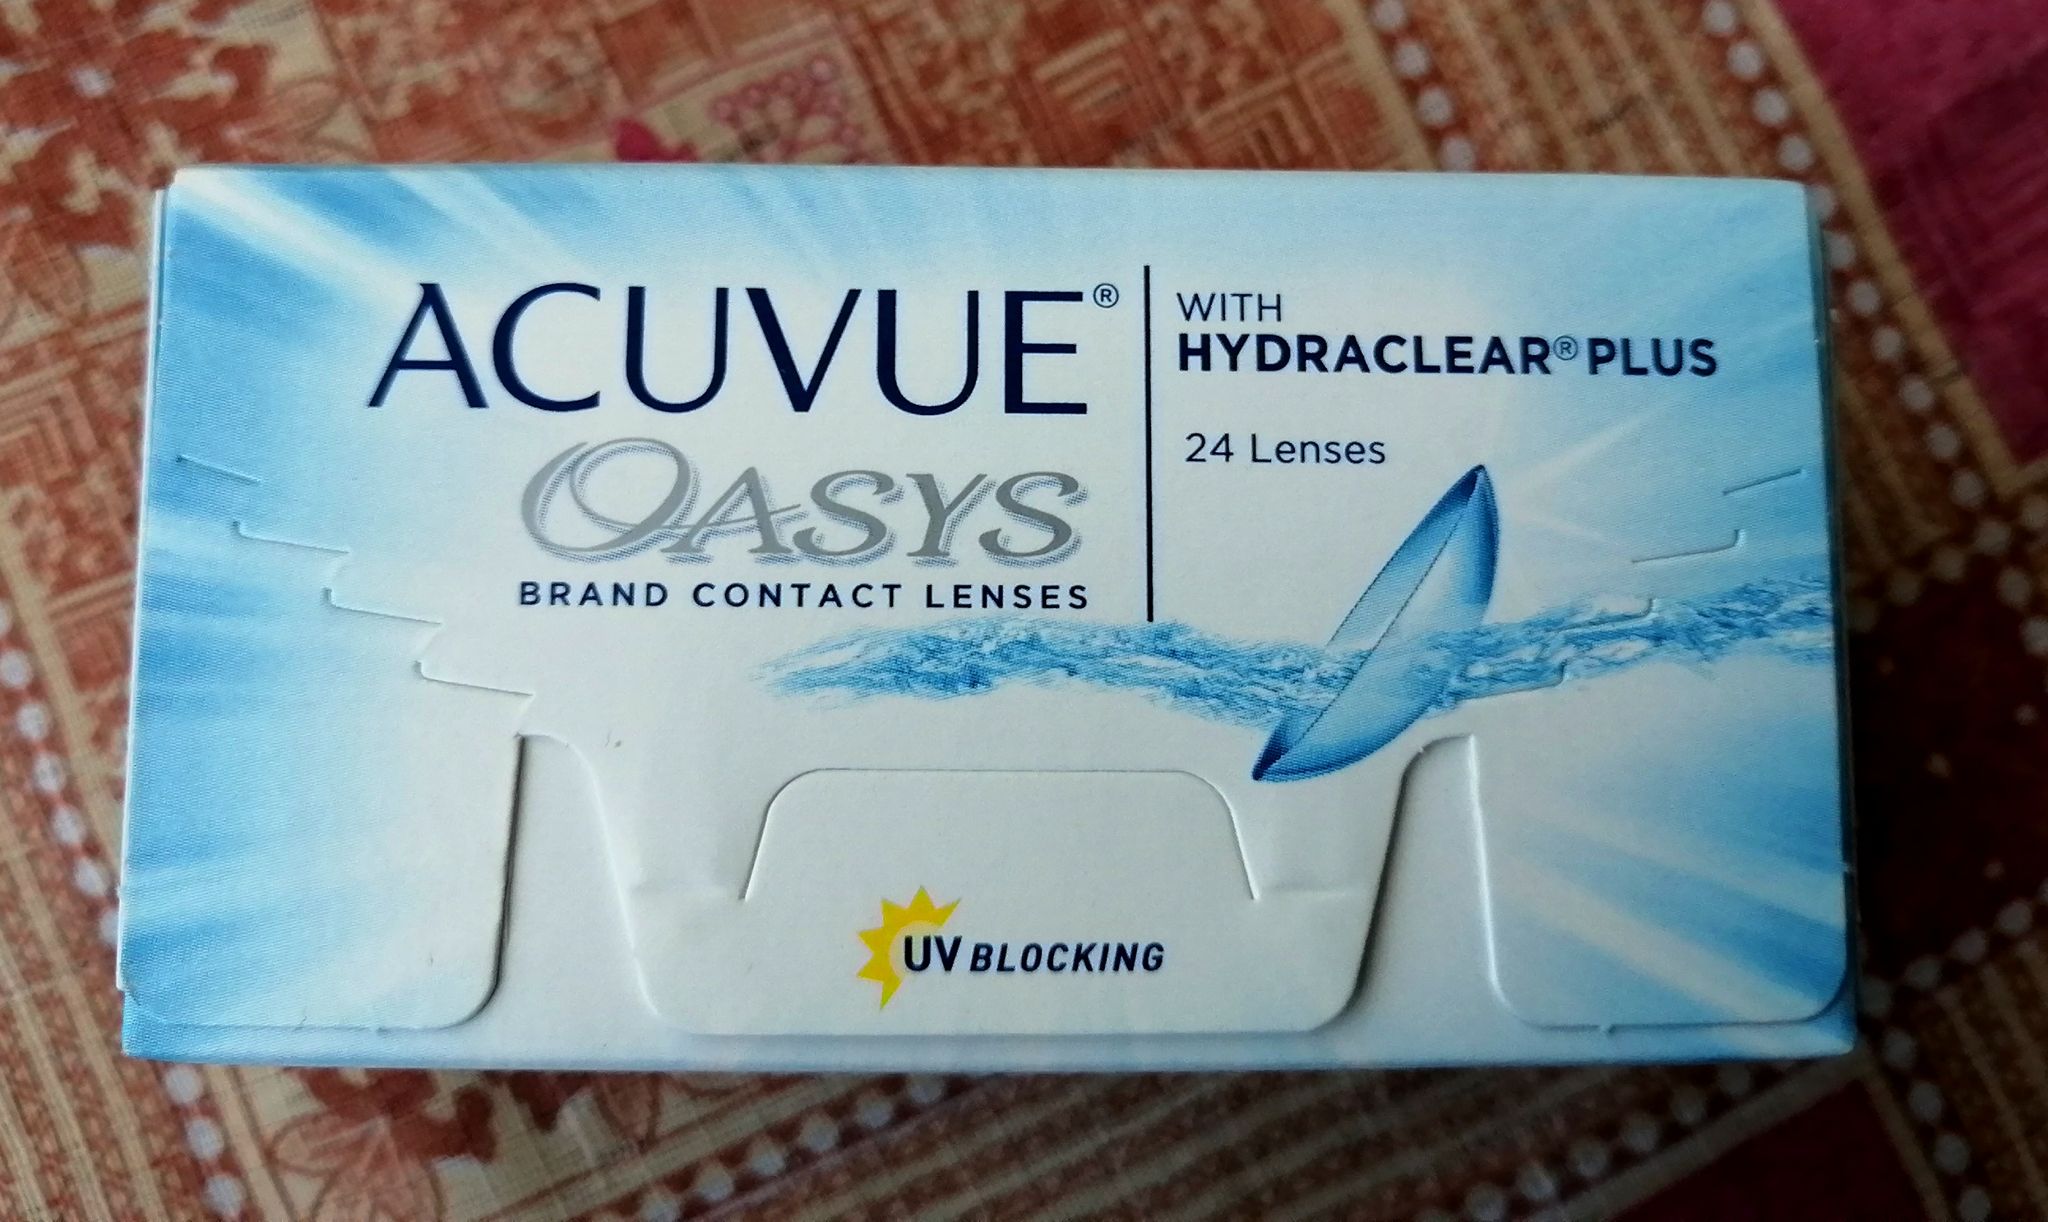 ACUVUE®
OASYS
BRAND CONTACT LENSES
WITH
HYDRACLEAR® PLUS
24 Lenses
UV BLOCKING